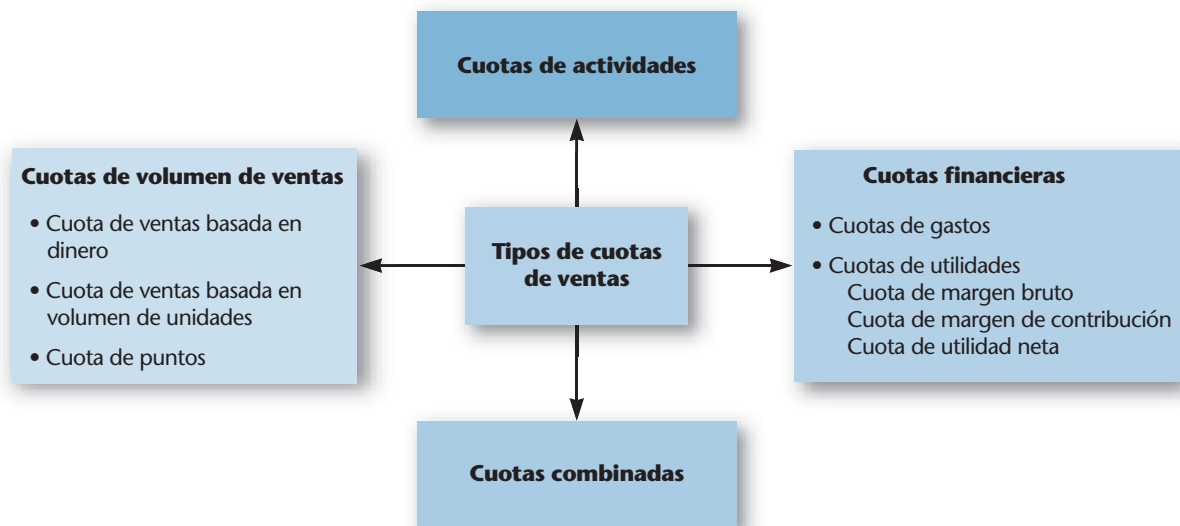 Cuotas de actividades
Cuotas de volumen de ventas
• Cuota de ventas basada en
dinero
• Cuota de ventas basada en
volumen de unidades
• Cuota de puntos
Tipos de cuotas
de ventas
Cuotas financieras
• Cuotas de gastos
• Cuotas de utilidades
Cuota de margen bruto
Cuota de margen de contribución
Cuota de utilidad neta
Cuotas combinadas